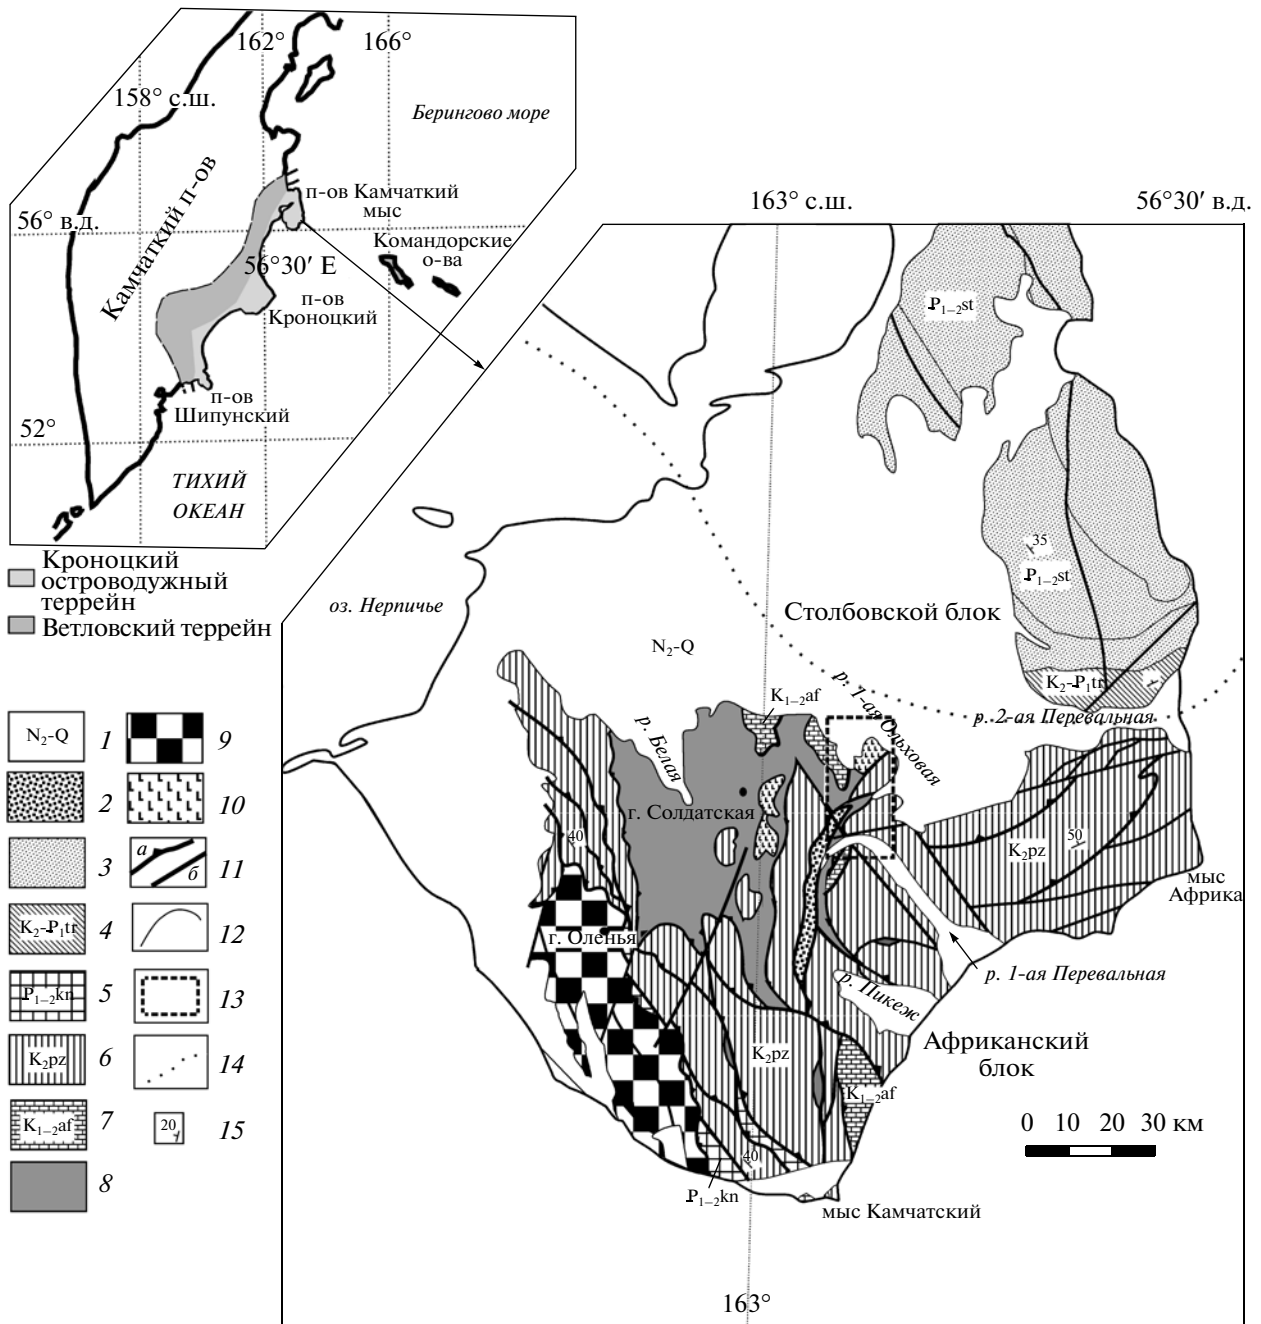 162°
166°
158° с.ш.
Берингово море
Камчаткий п-ов
п-ов Камчаткий
мыс
56° в.д.
Командорские
о-ва
56°30′ E
п-ов
Кроноцкий
п-ов
Шипунский
52°
ТИХИЙ
ОКЕАН
Кроноцкий
островодужный
террейн
Ветловский террейн
163° с.ш.
56°30′ в.д.
P₁₋₂st
35
P₁₋₂st
оз. Нерпичье
Столбовской блок
N₂-Q
K₂-P₁tr
K₁₋₂af
р. 1-ая Ольховая
р. 2-ая Перевальная
р. Белая
г. Солдатская
40
50
K₂pz
мыс
Африка
г. Оленья
р. 1-ая Перевальная
р. Пикеж
Африканский
блок
K₂pz
K₁₋₂af
0 10 20 30 км
40
P₁₋₂kn
мыс Камчатский
163°
N₂-Q 1
2
3
K₂-P₁tr 4
P₁₋₂kn 5
K₂pz 6
K₁₋₂af 7
8
9
10
а б 11
12
13
14
20 15